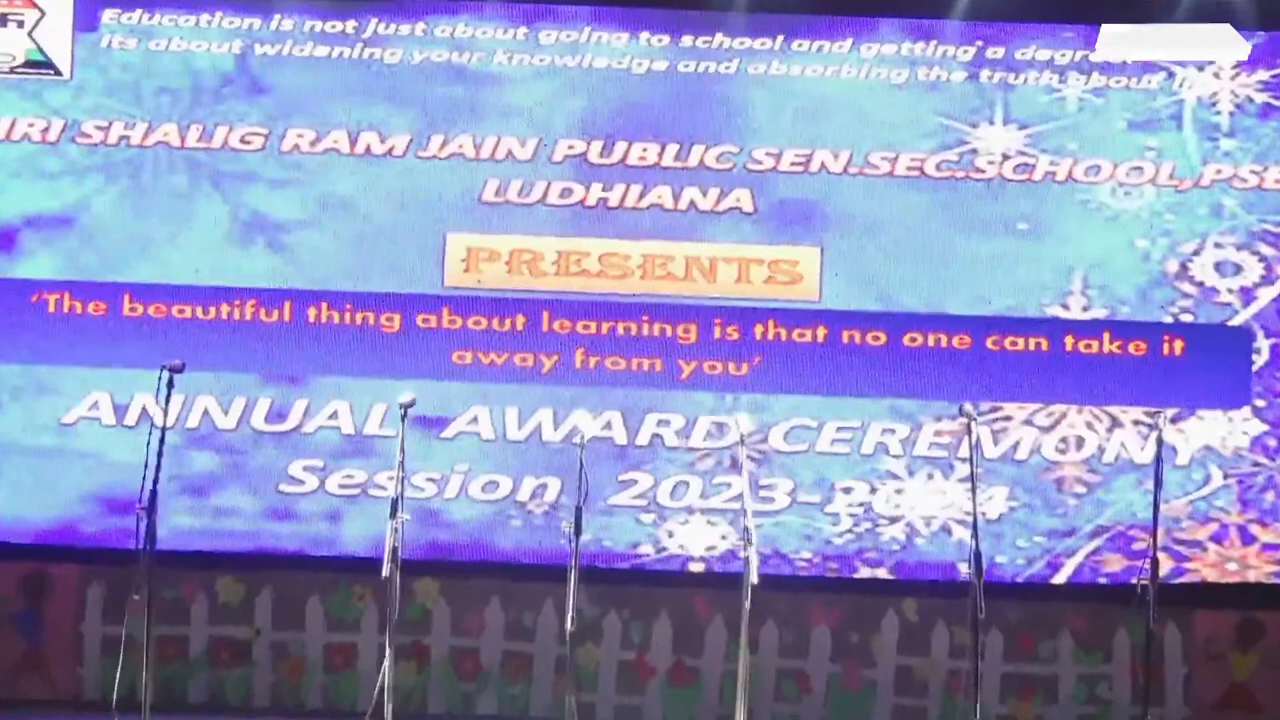 Education is not just about going to school and getting a
its about widening your knowledge and absorbing the truth about
SHALIG RAM JAIN PUBLIC SEN.SEC.SCHOOL,
LUDHIANA
PRESENTS
'The beautiful thing about learning is that no one can take it
away from you'
ANNUAL AWARD CEREMONY
Session 2023-2024